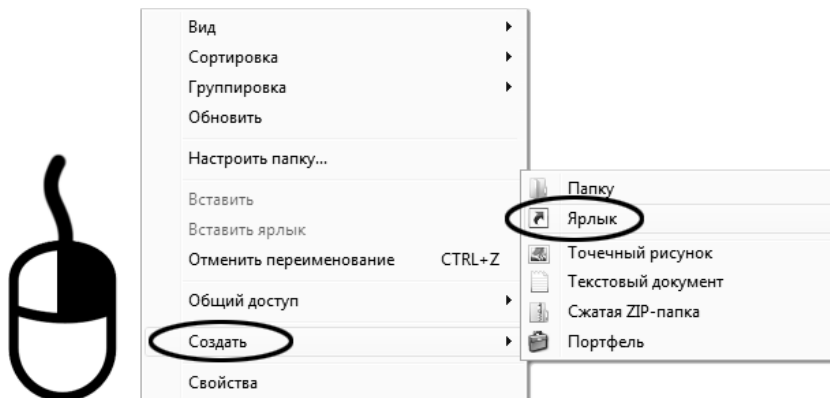 Вид
Сортировка
Группировка
Обновить
Настроить папку...
Вставить
Вставить ярлык
Отменить переименование CTRL+Z
Общий доступ
Создать
Свойства
Папку
Ярлык
Точечный рисунок
Текстовый документ
Сжатая ZIP-папка
Портфель